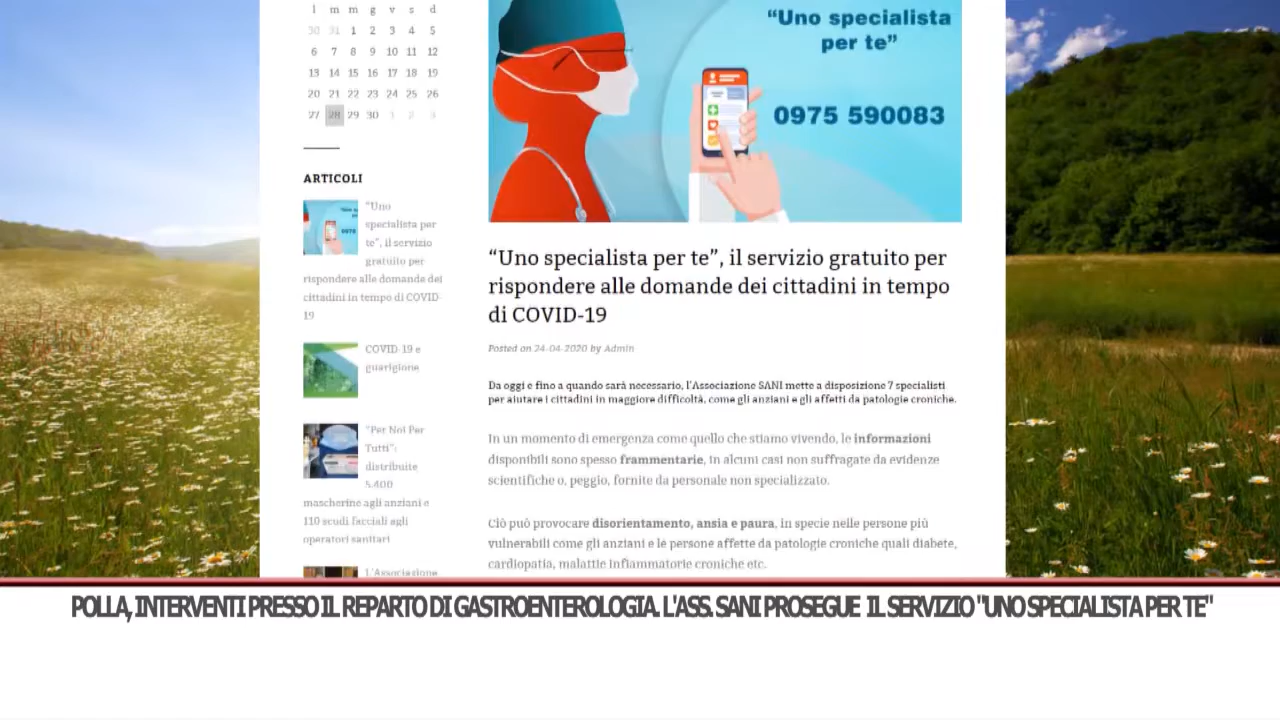 l m m g v s d
30 31 1 2 3 4 5
6 7 8 9 10 11 12
13 14 15 16 17 18 19
20 21 22 23 24 25 26
27 28 29 30 1 2 3
ARTICOLI
"Uno
specialista per
te", il servizio
gratuito per
rispondere alle domande dei
cittadini in tempo di COVID-
19
COVID-19 e
guarigione
"Per Noi Per
Tutti":
distribuite
5.400
mascherine agli anziani e
110 scudi facciali agli
operatori sanitari
L'Associazione
"Uno specialista
per te"
0975 590083
“Uno specialista per te”, il servizio gratuito per
rispondere alle domande dei cittadini in tempo
di COVID-19
Posted on 24-04-2020 by Admin
Da oggi e fino a quando sarà necessario, l'Associazione SANI mette a disposizione 7 specialisti
per aiutare i cittadini in maggiore difficoltà, come gli anziani e gli affetti da patologie croniche.
In un momento di emergenza come quello che stiamo vivendo, le informazioni
disponibili sono spesso frammentarie, in alcuni casi non suffragate da evidenze
scientifiche o, peggio, fornite da personale non specializzato.
Ciò può provocare disorientamento, ansia e paura, in specie nelle persone più
vulnerabili come gli anziani e le persone affette da patologie croniche quali diabete,
cardiopatia, malattie infiammatorie croniche etc.
POLLA, INTERVENTI PRESSO IL REPARTO DI GASTROENTEROLOGIA. L'ASS. SANI PROSEGUE IL SERVIZIO "UNO SPECIALISTA PER TE"